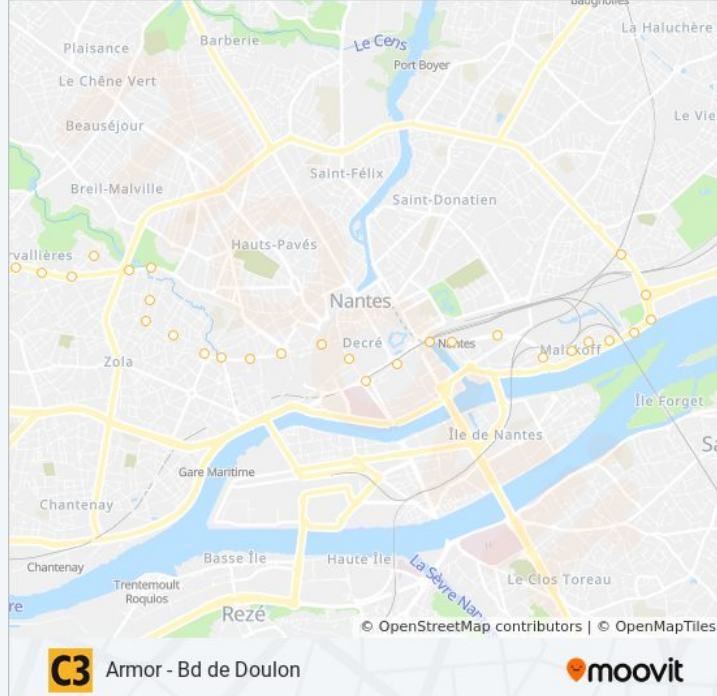 Baugnolles
La Haluchère
Plaisance
Barberie
Le Cens
Port Boyer
Le Chêne Vert
Le Vie
Beauséjour
Saint-Félix
Breil-Malville
Saint-Donatien
rvallières
Hauts-Pavés
Nantes
Decré
Nantes
Malakoff
Zola
Île Forget
Île de Nantes
Sa
Gare Maritime
Chantenay
Basse Île
Haute Île
Chantenay
La Sèvre Nan
Le Clos Toreau
Trentemoult
Roquios
re
Rezé
© OpenStreetMap contributors | © OpenMapTiles
C3 Armor - Bd de Doulon
moovit